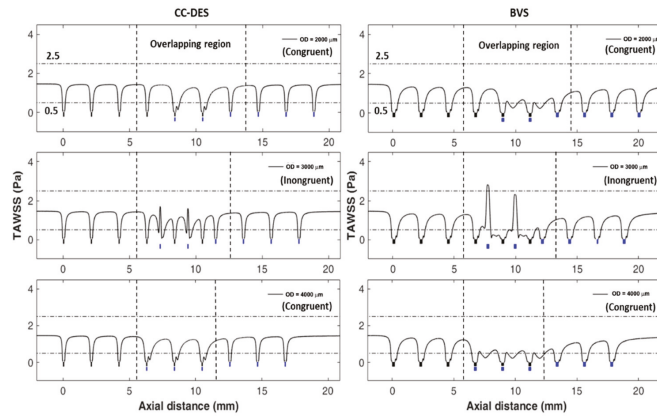 CC-DES
BVS
4
2
0
2.5
0.5
Overlapping region
OD = 2000 μm
(Congruent)
0 5 10 15 20
4
2
0
2.5
0.5
Overlapping region
OD = 2000 μm
(Congruent)
0 5 10 15 20
TAWSS (Pa)
4
2
0
OD = 3000 μm
(Inongruent)
0 5 10 15 20
TAWSS (Pa)
4
2
0
OD = 3000 μm
(Inongruent)
0 5 10 15 20
4
2
0
OD = 4000 μm
(Congruent)
0 5 10 15 20
Axial distance (mm)
4
2
0
OD = 4000 μm
(Congruent)
0 5 10 15 20
Axial distance (mm)